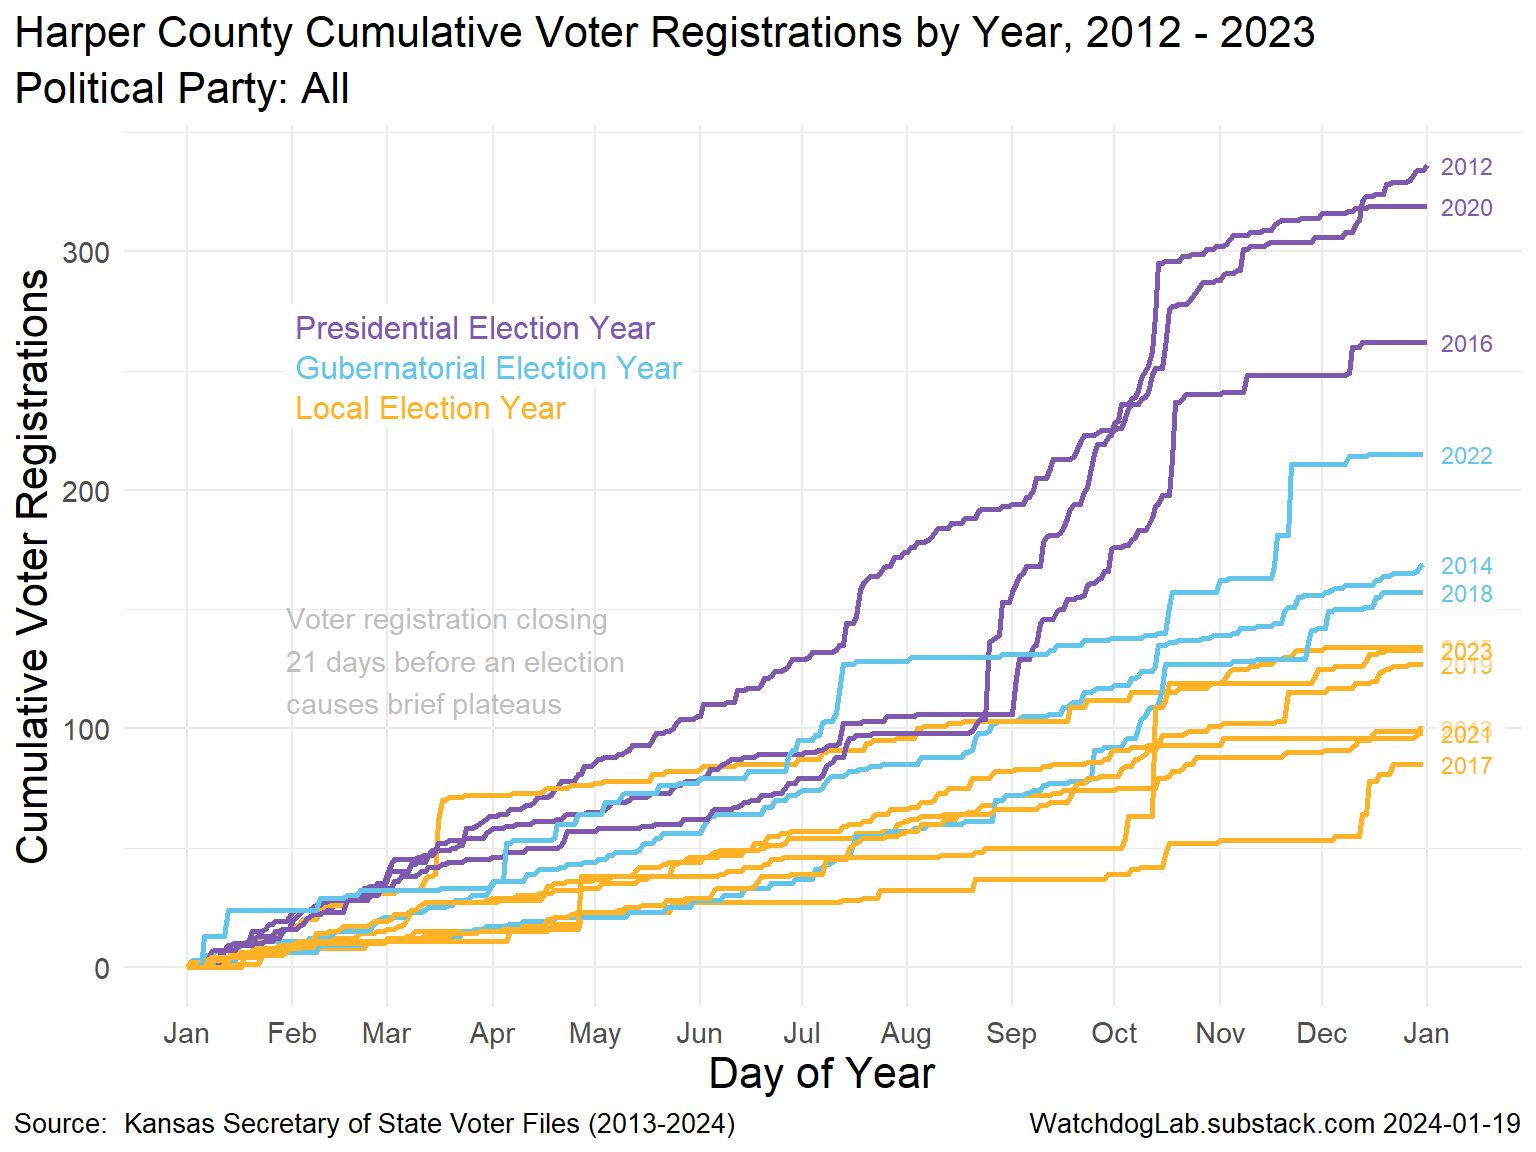 Harper County Cumulative Voter Registrations by Year, 2012 - 2023
Political Party: All
Cumulative Voter Registrations
300
200
100
0
Presidential Election Year
Gubernatorial Election Year
Local Election Year
Voter registration closing
21 days before an election
causes brief plateaus
2012
2020
2016
2022
2014
2018
2015
2023
2019
2013
2021
2017
Jan Feb Mar Apr May Jun Jul Aug Sep Oct Nov Dec Jan
Day of Year
Source: Kansas Secretary of State Voter Files (2013-2024)
WatchdogLab.substack.com 2024-01-19